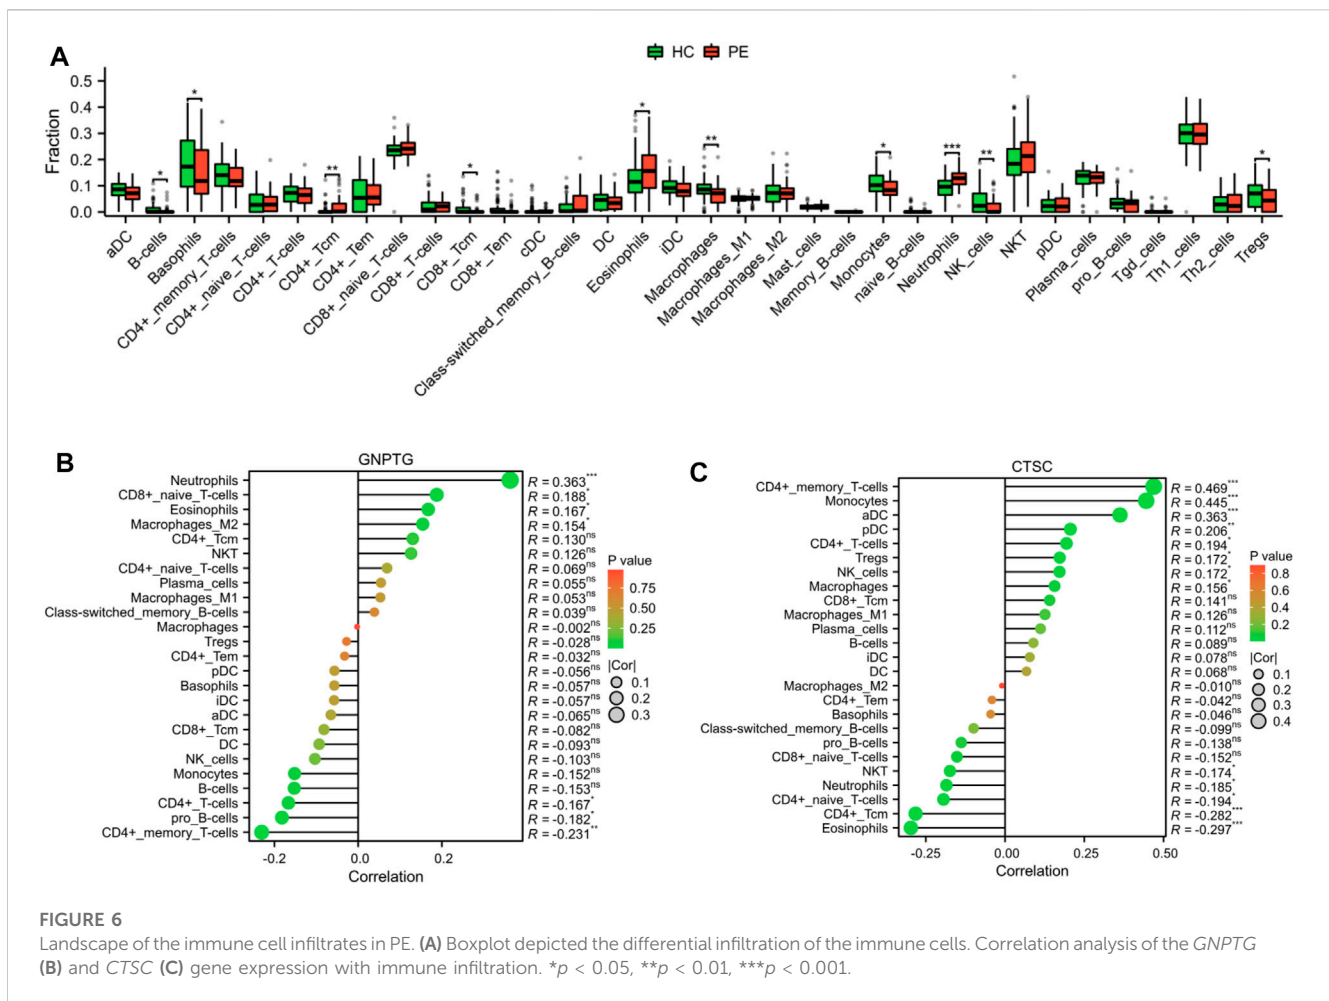 A
HC PE
Fraction
0.5
0.4
0.3
0.2
0.1
0.0
* * ** * * ** * *** ** *
aDC
B-cells
Basophils
CD4+_memory_T-cells
CD4+_naive_T-cells
CD4+_T-cells
CD4+_Tcm
CD4+_Tem
CD8+_naive_T-cells
CD8+_T-cells
CD8+_Tcm
CD8+_Tem
cDC
Class-switched_memory_B-cells
DC
Eosinophils
iDC
Macrophages
Macrophages_M1
Macrophages_M2
Mast_cells
Memory_B-cells
Monocytes
naive_B-cells
Neutrophils
NK_cells
NKT
pDC
Plasma_cells
pro_B-cells
Tgd_cells
Th1_cells
Th2_cells
Tregs
B
GNPTG
Neutrophils R = 0.363***
CD8+_naive_T-cells R = 0.188*
Eosinophils R = 0.167*
Macrophages_M2 R = 0.154*
CD4+_Tcm R = 0.130ns
NKT R = 0.126ns
CD4+_naive_T-cells R = 0.069ns
Plasma_cells R = 0.055ns
Macrophages_M1 R = 0.053ns
Class-switched_memory_B-cells R = 0.039ns
Macrophages R = -0.002ns
Tregs R = -0.028ns
CD4+_Tem R = -0.032ns
pDC R = -0.056ns
Basophils R = -0.057ns
iDC R = -0.057ns
aDC R = -0.065ns
CD8+_Tcm R = -0.082ns
DC R = -0.093ns
NK_cells R = -0.103ns
Monocytes R = -0.152ns
B-cells R = -0.153ns
CD4+_T-cells R = -0.167*
pro_B-cells R = -0.182*
CD4+_memory_T-cells R = -0.231**
-0.2 0.0 0.2
Correlation
P value
0.75
0.50
0.25
|Cor|
0.1
0.2
0.3
C
CTSC
CD4+_memory_T-cells R = 0.469***
Monocytes R = 0.445***
aDC R = 0.363***
pDC R = 0.206**
CD4+_T-cells R = 0.194*
Tregs R = 0.172*
NK_cells R = 0.172*
Macrophages R = 0.156*
CD8+_Tcm R = 0.141ns
Macrophages_M1 R = 0.126ns
Plasma_cells R = 0.112ns
B-cells R = 0.089ns
iDC R = 0.078ns
DC R = 0.068ns
Macrophages_M2 R = -0.010ns
CD4+_Tem R = -0.042ns
Basophils R = -0.046ns
Class-switched_memory_B-cells R = -0.099ns
pro_B-cells R = -0.138ns
CD8+_naive_T-cells R = -0.152ns
NKT R = -0.174*
Neutrophils R = -0.185*
CD4+_naive_T-cells R = -0.194*
CD4+_Tcm R = -0.282***
Eosinophils R = -0.297***
-0.25 0.00 0.25 0.50
Correlation
P value
0.8
0.6
0.4
0.2
|Cor|
0.1
0.2
0.3
0.4
FIGURE 6
Landscape of the immune cell infiltrates in PE. (A) Boxplot depicted the differential infiltration of the immune cells. Correlation analysis of the GNPTG
(B) and CTSC (C) gene expression with immune infiltration. *p < 0.05, **p < 0.01, ***p < 0.001.